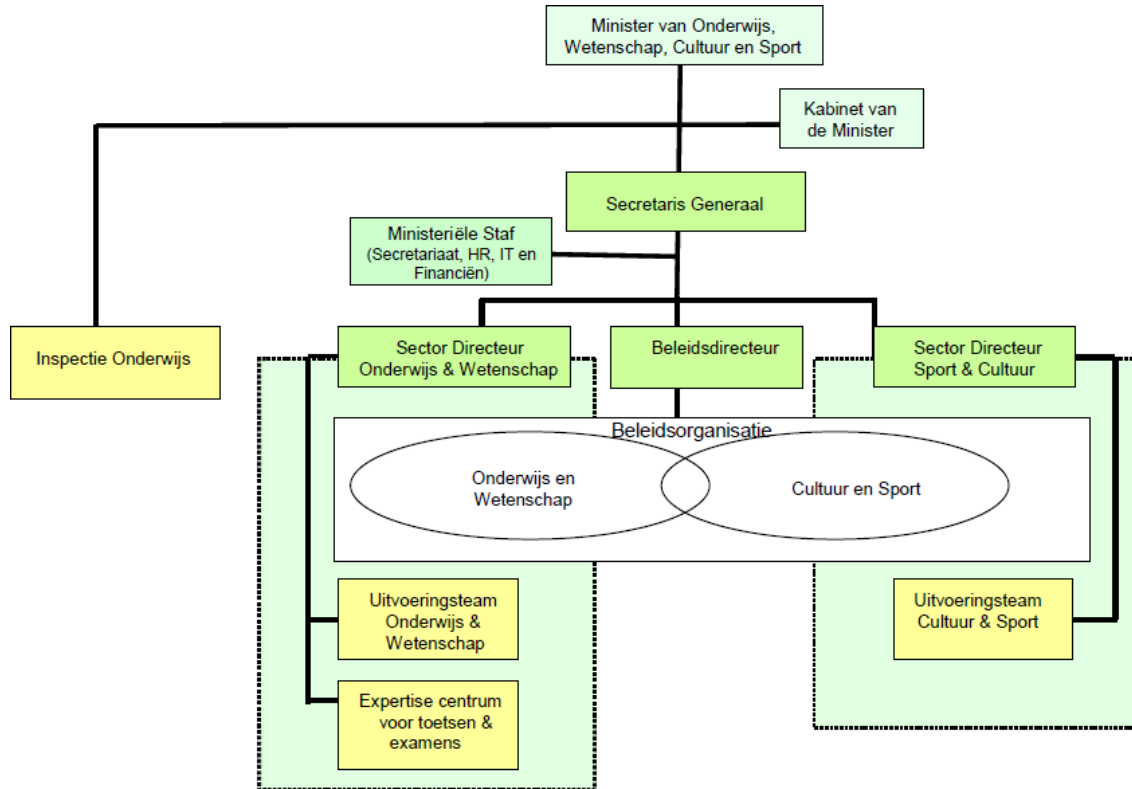 Minister van Onderwijs,
Wetenschap, Cultuur en Sport
Kabinet van
de Minister
Secretaris Generaal
Ministeriële Staf
(Secretariaat, HR, IT en
Financiën)
Inspectie Onderwijs
Sector Directeur
Onderwijs & Wetenschap
Beleidsdirecteur
Sector Directeur
Sport & Cultuur
Beleidsorganisatie
Onderwijs en
Wetenschap
Cultuur en Sport
Uitvoeringsteam
Onderwijs &
Wetenschap
Uitvoeringsteam
Cultuur & Sport
Expertise centrum
voor toetsen &
examens